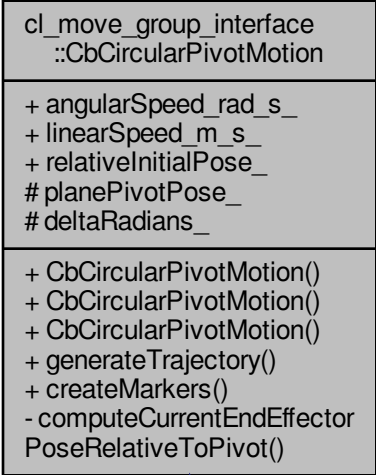 cl_move_group_interface
::CbCircularPivotMotion
+ angularSpeed_rad_s_
+ linearSpeed_m_s_
+ relativeInitialPose_
# planePivotPose_
# deltaRadians_
+ CbCircularPivotMotion()
+ CbCircularPivotMotion()
+ CbCircularPivotMotion()
+ generateTrajectory()
+ createMarkers()
- computeCurrentEndEffector
PoseRelativeToPivot()